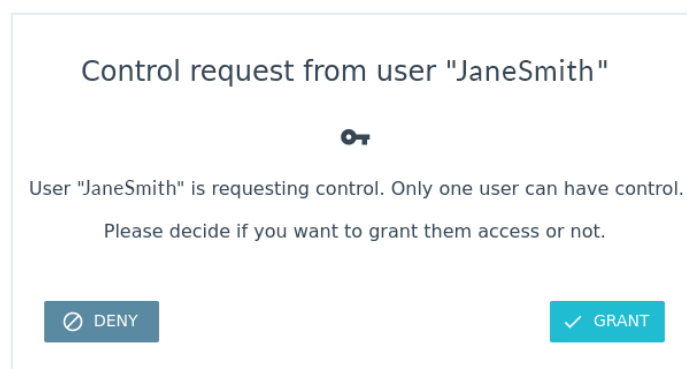 Control request from user "JaneSmith"
User "JaneSmith" is requesting control. Only one user can have control.
Please decide if you want to grant them access or not.
DENY
GRANT